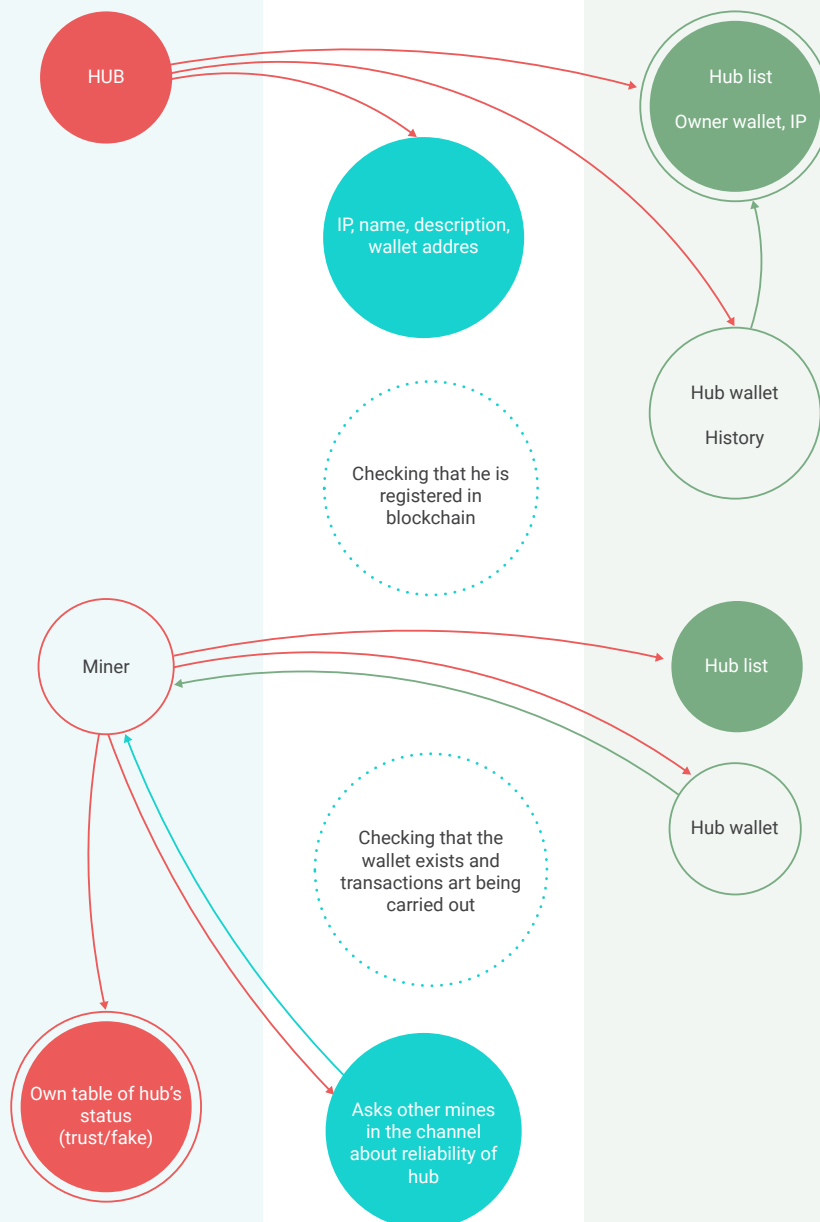 HUB
Hub list
Owner wallet, IP
IP, name, description,
wallet addres
Hub wallet
History
Checking that he is
registered in
blockchain
Miner
Hub list
Hub wallet
Checking that the
wallet exists and
transactions art being
carried out
Own table of hub's
status
(trust/fake)
Asks other mines
in the channel
about reliability of
hub